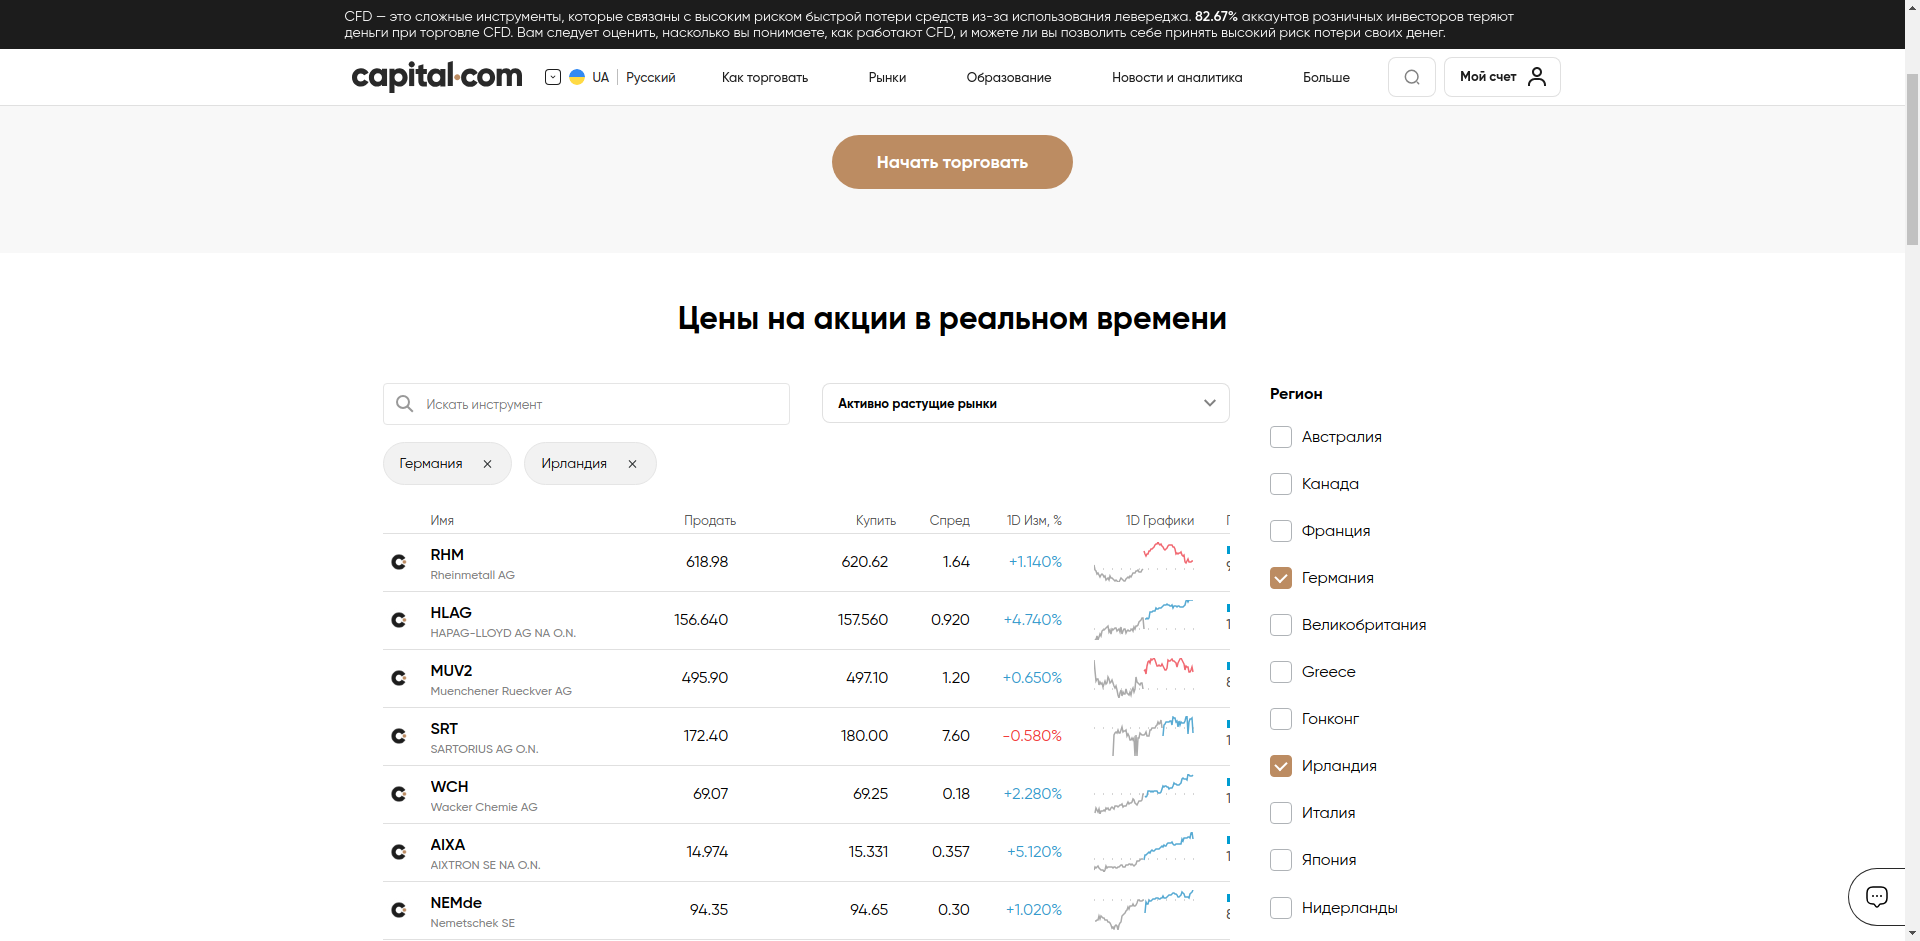 CFD — это сложные инструменты, которые связаны с высоким риском быстрой потери средств из-за использования левереджа. 82.67% аккаунтов розничных инвесторов теряют
деньги при торговле CFD. Вам следует оценить, насколько вы понимаете, как работают CFD, и можете ли вы позволить себе принять высокий риск потери своих денег.
capital.com UA Русский Как торговать Рынки Образование Новости и аналитика Больше Мой счет
Начать торговать
Цены на акции в реальном времени
Искать инструмент
Активно растущие рынки
Германия
Ирландия
Имя Продать Купить Спред 1D Изм, % 1D Графики
RHM
Rheinmetall AG
618.98 620.62 1.64 +1.140%
HLAG
HAPAG-LLOYD AG NA O.N.
156.640 157.560 0.920 +4.740%
MUV2
Muenchener Rueckver AG
495.90 497.10 1.20 +0.650%
SRT
SARTORIUS AG O.N.
172.40 180.00 7.60 -0.580%
WCH
Wacker Chemie AG
69.07 69.25 0.18 +2.280%
AIXA
AIXTRON SE NA O.N.
14.974 15.331 0.357 +5.120%
NEMde
Nemetschek SE
94.35 94.65 0.30 +1.020%
Регион
Австралия
Канада
Франция
Германия
Великобритания
Greece
Гонконг
Ирландия
Италия
Япония
Нидерланды